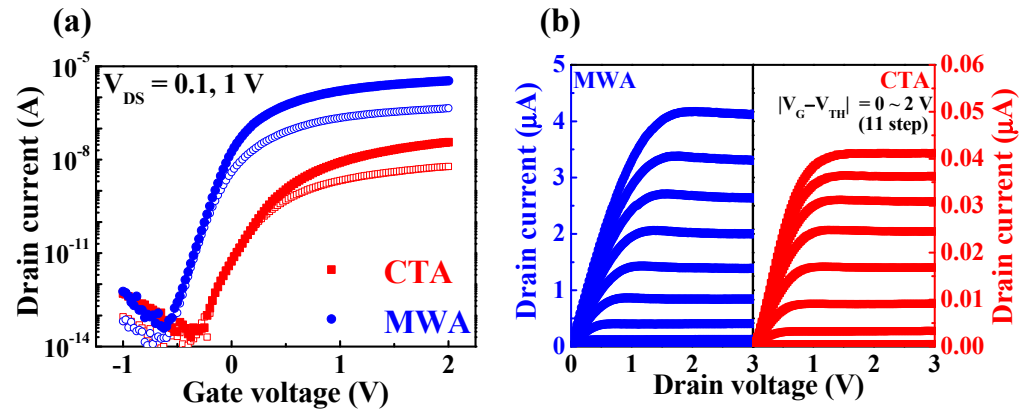 (a)
10⁻⁵
10⁻⁸
10⁻¹¹
10⁻¹⁴
Drain current (A)
V_DS = 0.1, 1 V
CTA
MWA
-1 0 1 2
Gate voltage (V)
(b)
5
4
3
2
1
0
Drain current (μA)
MWA
CTA
|V_G–V_TH| = 0 ~ 2 V
(11 step)
0.06
0.05
0.04
0.03
0.02
0.01
0.00
Drain current (μA)
0 1 2 3 1 2 3
Drain voltage (V)